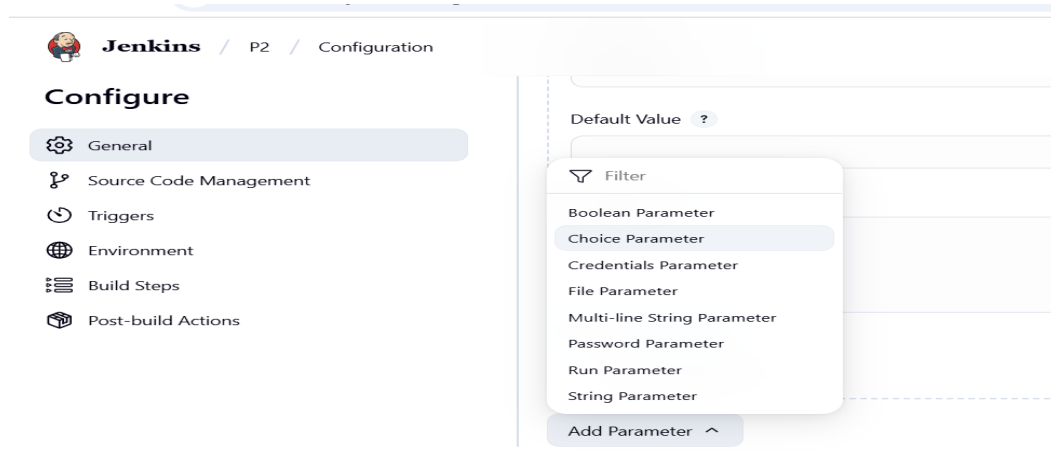 Jenkins / P2 / Configuration
Configure
General
Source Code Management
Triggers
Environment
Build Steps
Post-build Actions
Default Value ?
Filter
Boolean Parameter
Choice Parameter
Credentials Parameter
File Parameter
Multi-line String Parameter
Password Parameter
Run Parameter
String Parameter
Add Parameter